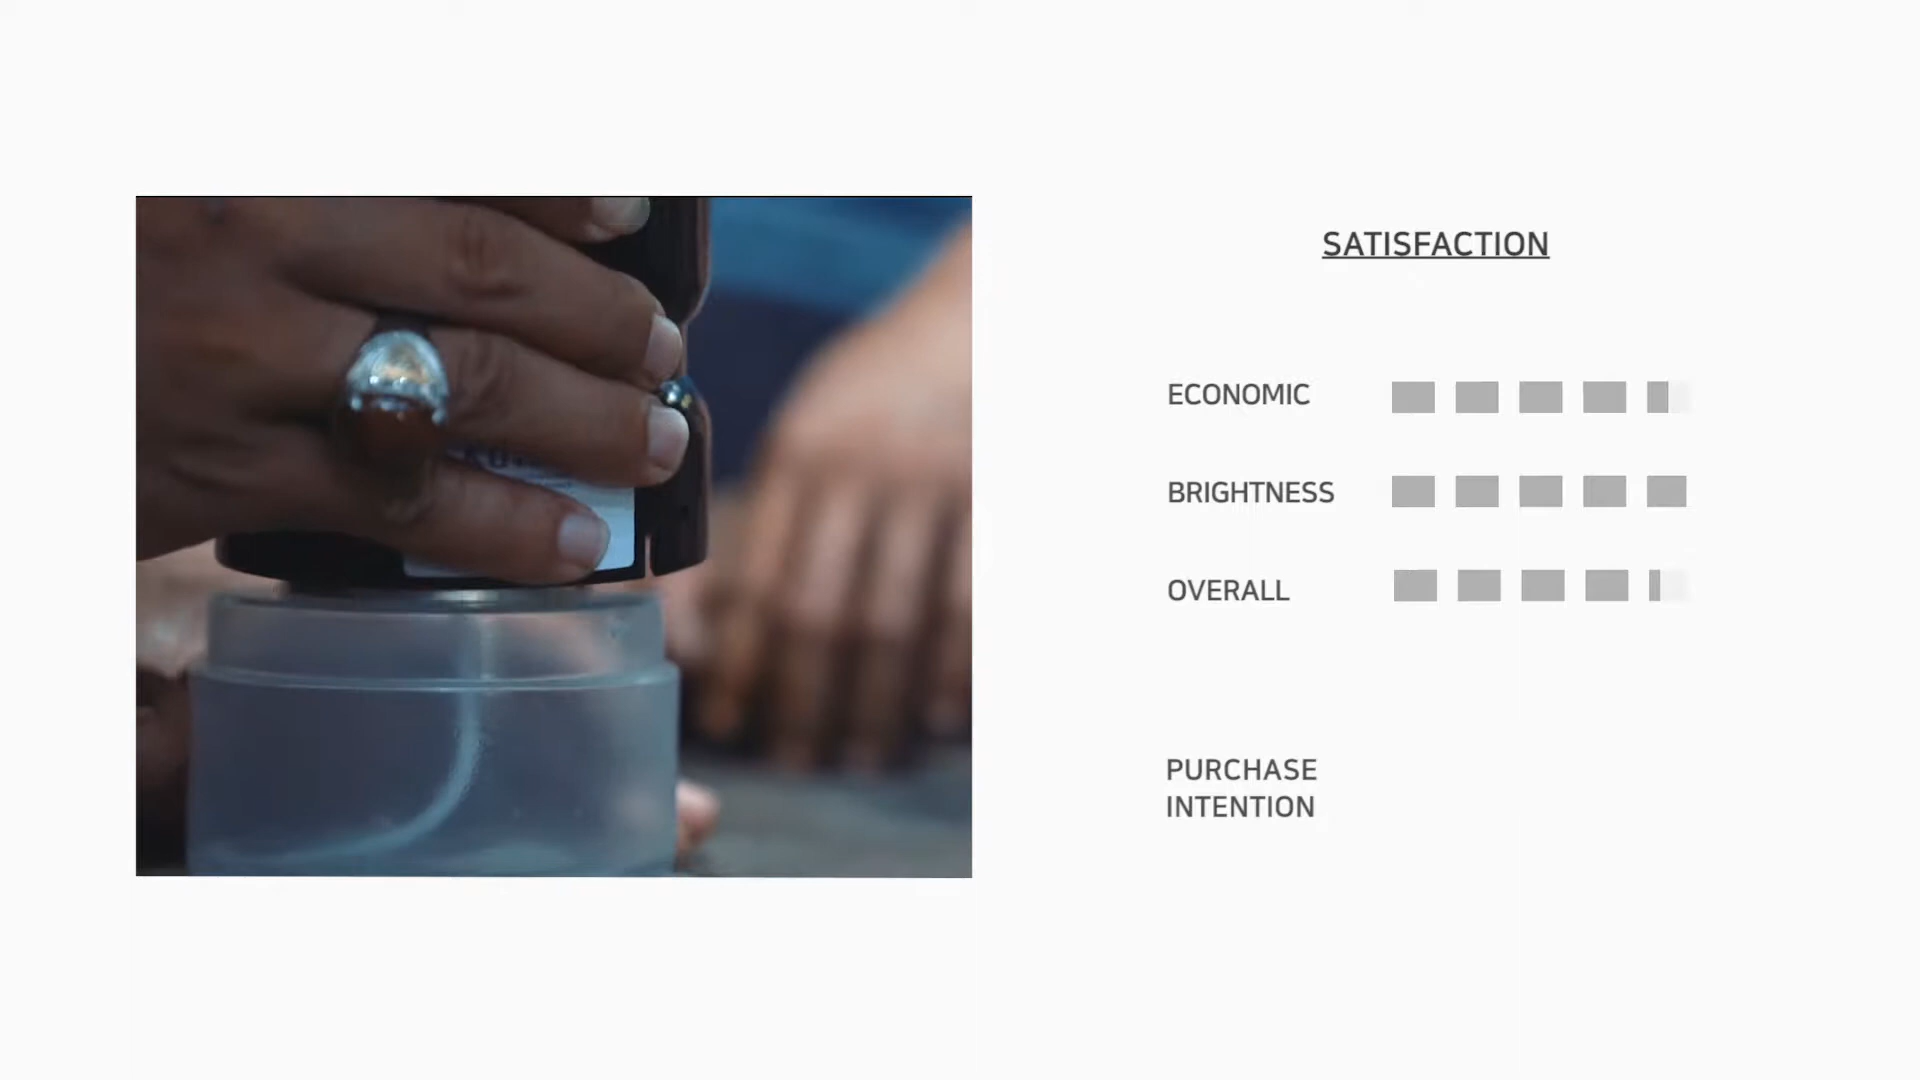 SATISFACTION
ECONOMIC
BRIGHTNESS
OVERALL
PURCHASE
INTENTION